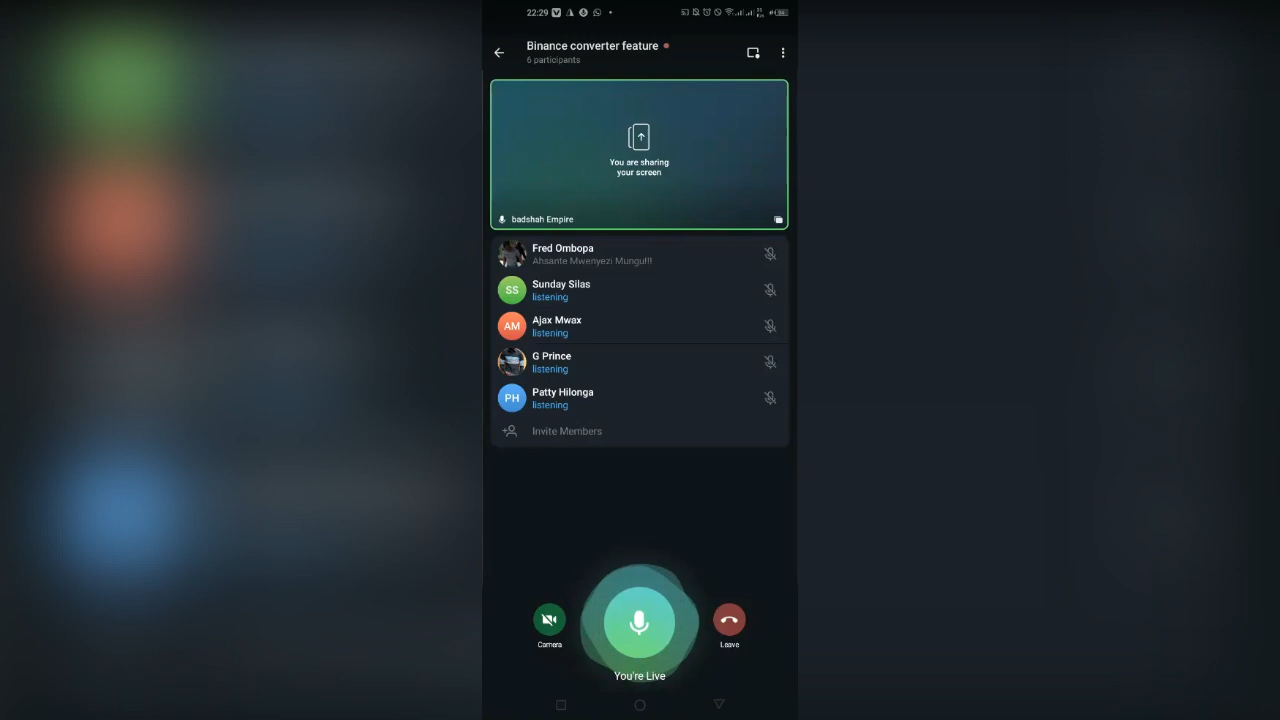 22:29
Binance converter feature
6 participants
You are sharing
your screen
badshah Empire
Fred Ombopa
Ahsante Mwenyezi Mungu!!!
SS
Sunday Silas
listening
AM
Ajax Mwax
listening
G Prince
listening
PH
Patty Hilonga
listening
Invite Members
Camera
Leave
You're Live